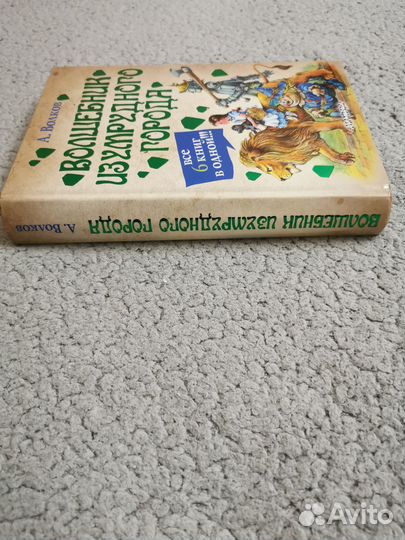 А. Волков
ВОЛШЕБНИК
ИЗУМРУДНОГО
ГОРОДА
все
6 книг
в одной!!!
А. Волков
ВОЛШЕБНИК ИЗУМРУДНОГО ГОРОДА
Avito